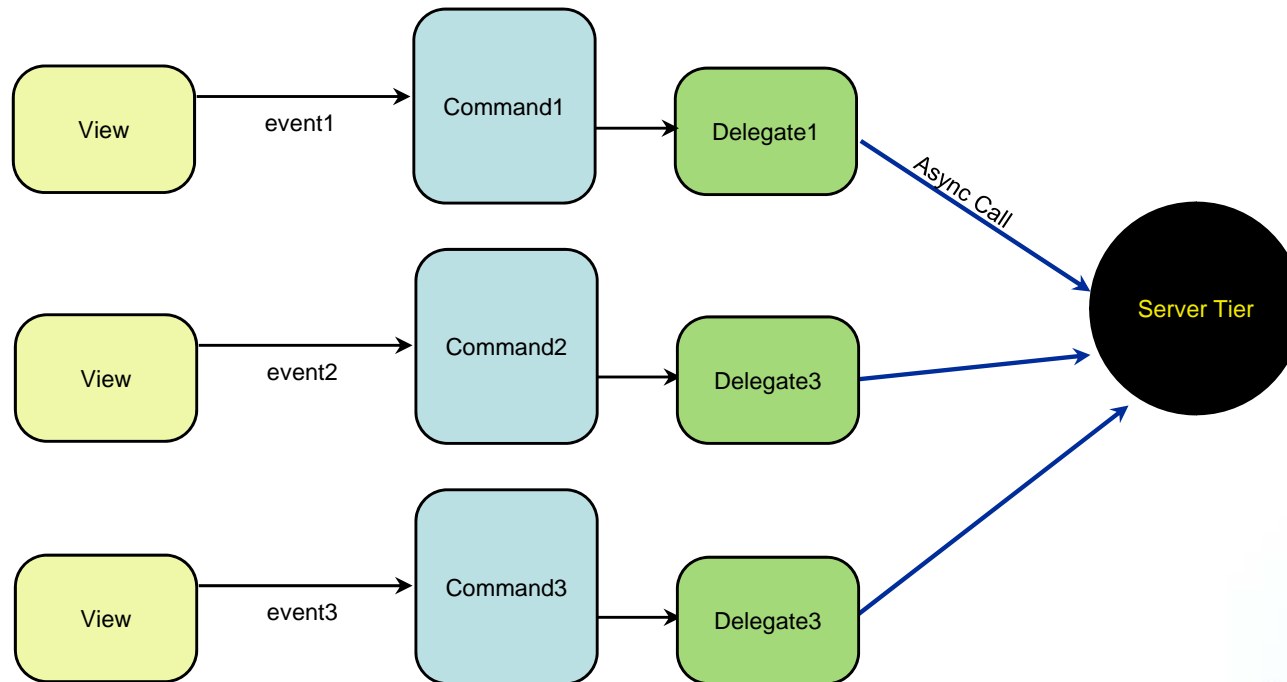 View
event1
Command1
Delegate1
Async Call
Server Tier
View
event2
Command2
Delegate3
View
event3
Command3
Delegate3